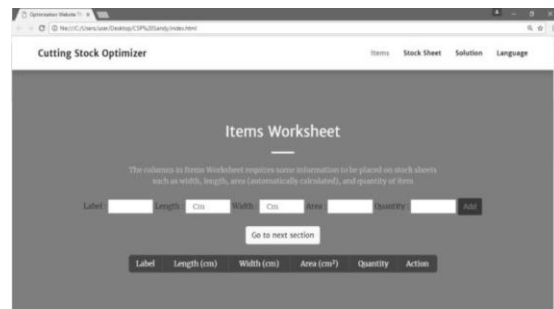 Optimization Website T
file:///C:/Users/user/Desktop/CSP%20Sandy/index.html
Cutting Stock Optimizer Items Stock Sheet Solution Language
Items Worksheet
The columns in Items Worksheet requires some information to be placed on stock sheets
such as width, length, area (automatically calculated), and quantity of item
Label : Length : Cm Width : Cm Area : Quantity : Add
Go to next section
Label Length (cm) Width (cm) Area (cm²) Quantity Action